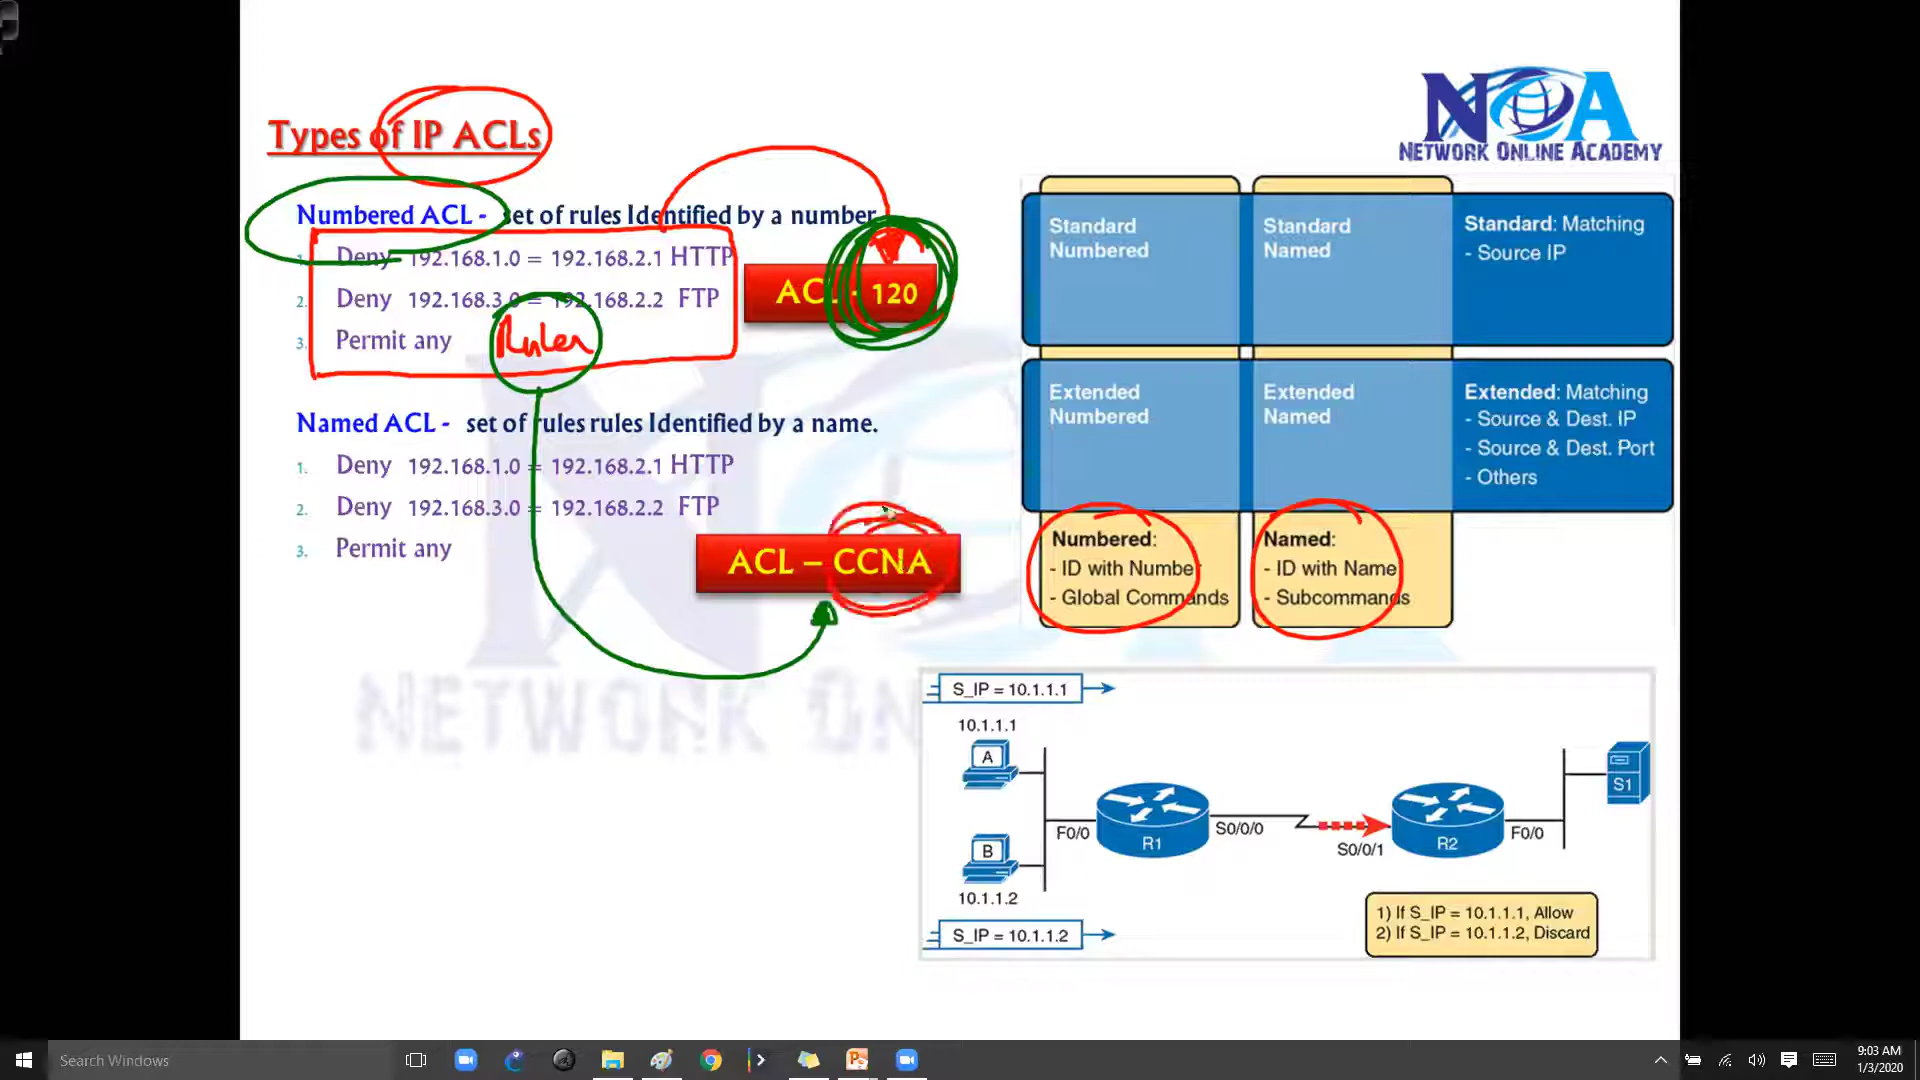 Types of IP ACLs
NOA
NETWORK ONLINE ACADEMY
Numbered ACL - set of rules Identified by a number
1. Deny 192.168.1.0 = 192.168.2.1 HTTP
2. Deny 192.168.3.0 = 192.168.2.2 FTP
3. Permit any
Rules
ACL - 120
Named ACL - set of rules rules Identified by a name.
1. Deny 192.168.1.0 = 192.168.2.1 HTTP
2. Deny 192.168.3.0 = 192.168.2.2 FTP
3. Permit any
ACL – CCNA
NETWORK ON
Standard
Numbered
Standard
Named
Standard: Matching
- Source IP
Extended
Numbered
Extended
Named
Extended: Matching
- Source & Dest. IP
- Source & Dest. Port
- Others
Numbered:
- ID with Number
- Global Commands
Named:
- ID with Name
- Subcommands
S_IP = 10.1.1.1
10.1.1.1
A
B
10.1.1.2
S_IP = 10.1.1.2
F0/0
R1
S0/0/0
S0/0/1
R2
F0/0
S1
1) If S_IP = 10.1.1.1, Allow
2) If S_IP = 10.1.1.2, Discard
Search Windows
9:03 AM
1/3/2020